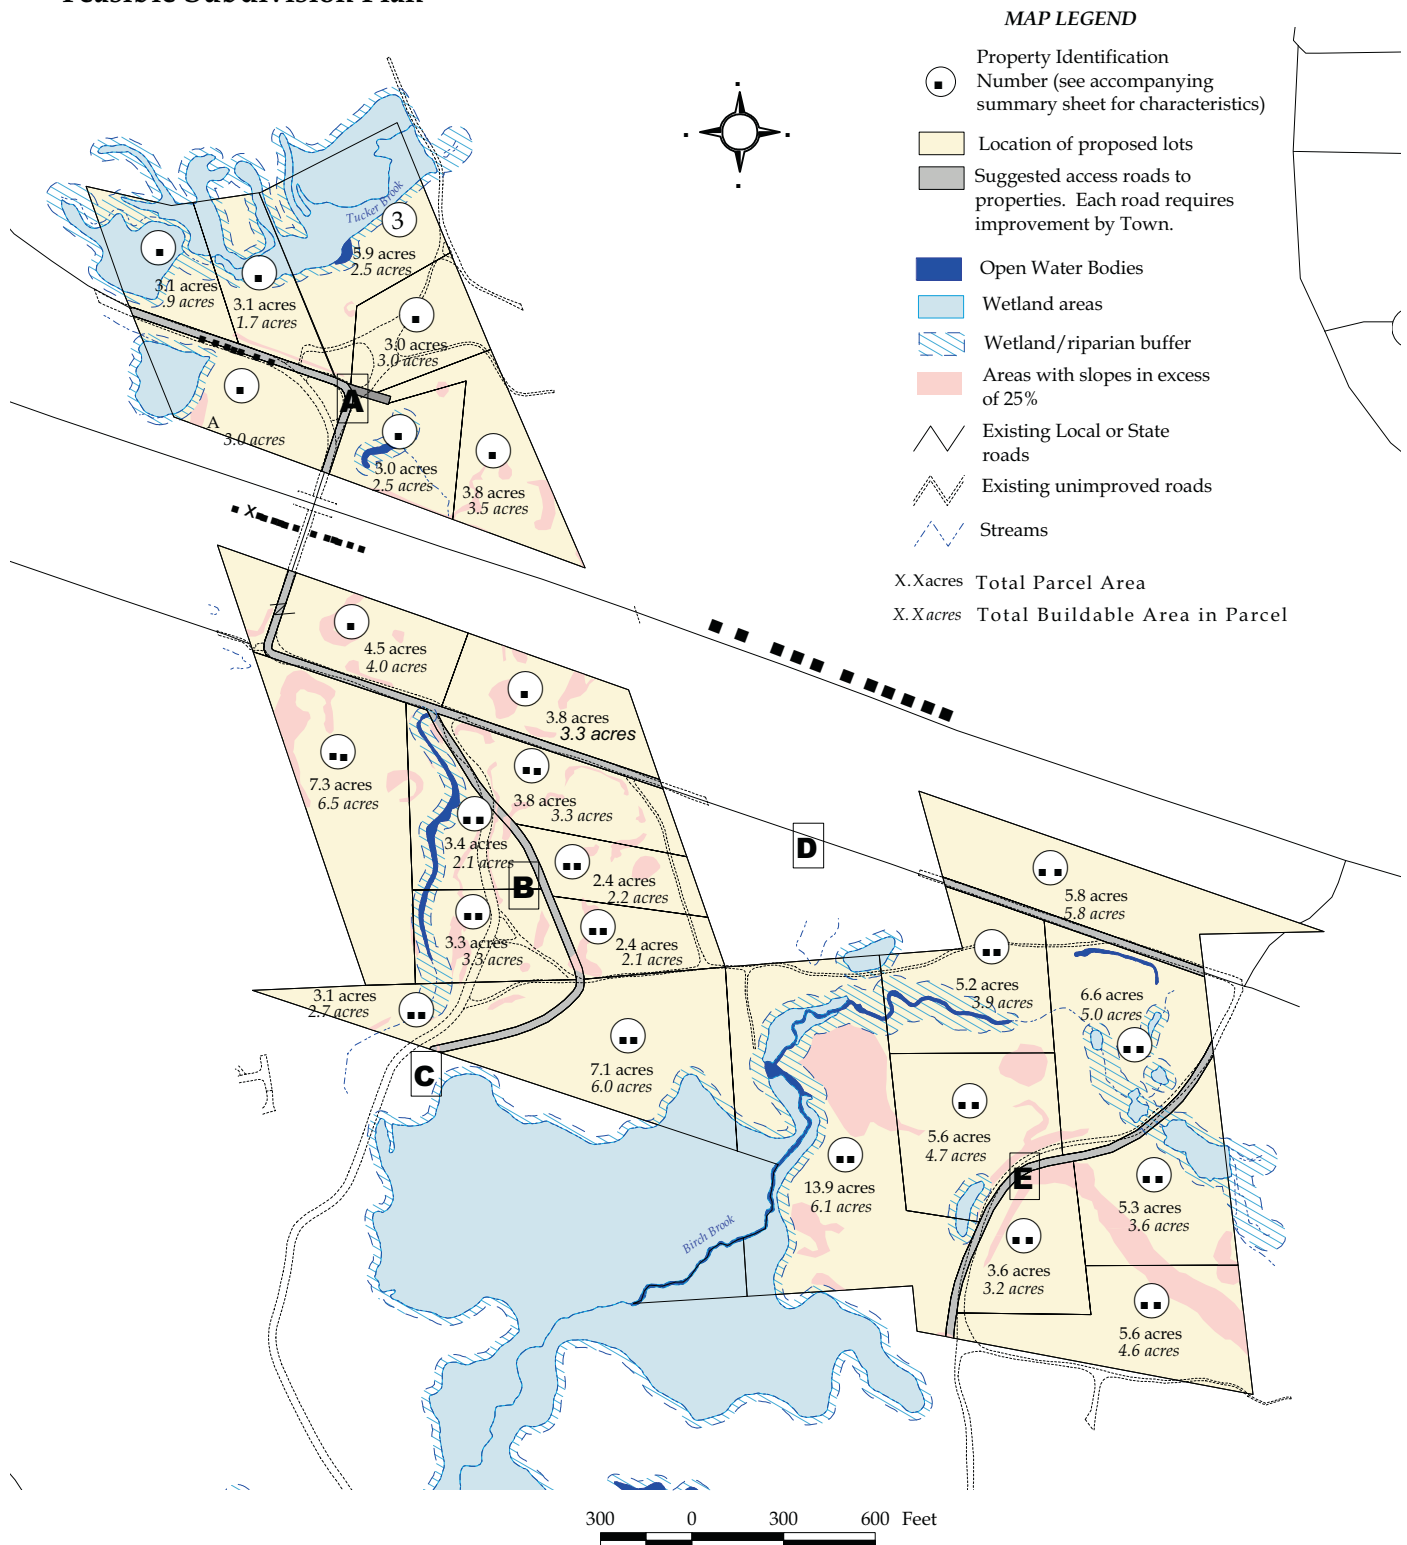 MAP LEGEND
Property Identification
Number (see accompanying
summary sheet for characteristics)
Location of proposed lots
Suggested access roads to
properties. Each road requires
improvement by Town.
Open Water Bodies
Wetland areas
Wetland/riparian buffer
Areas with slopes in excess
of 25%
Existing Local or State
roads
Existing unimproved roads
Streams
X.Xacres Total Parcel Area
X.Xacres Total Buildable Area in Parcel
Tucker Brook
3
5.9 acres
2.5 acres
3.1 acres
.9 acres
3.1 acres
1.7 acres
3.0 acres
3.0 acres
A
A
3.0 acres
3.0 acres
2.5 acres
3.8 acres
3.5 acres
X
4.5 acres
4.0 acres
3.8 acres
3.3 acres
7.3 acres
6.5 acres
3.8 acres
3.3 acres
3.4 acres
2.1 acres
D
B
2.4 acres
2.2 acres
5.8 acres
5.8 acres
3.3 acres
3.3 acres
2.4 acres
2.1 acres
3.1 acres
2.7 acres
5.2 acres
3.9 acres
6.6 acres
5.0 acres
C
7.1 acres
6.0 acres
5.6 acres
4.7 acres
13.9 acres
6.1 acres
E
5.3 acres
3.6 acres
Birch Brook
3.6 acres
3.2 acres
5.6 acres
4.6 acres
300 0 300 600 Feet